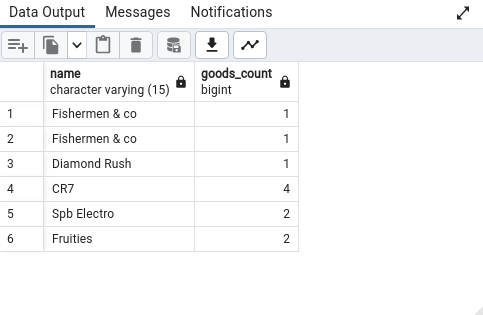 Data Output Messages Notifications
name goods_count
character varying (15) bigint
1 Fishermen & co 1
2 Fishermen & co 1
3 Diamond Rush 1
4 CR7 4
5 Spb Electro 2
6 Fruities 2